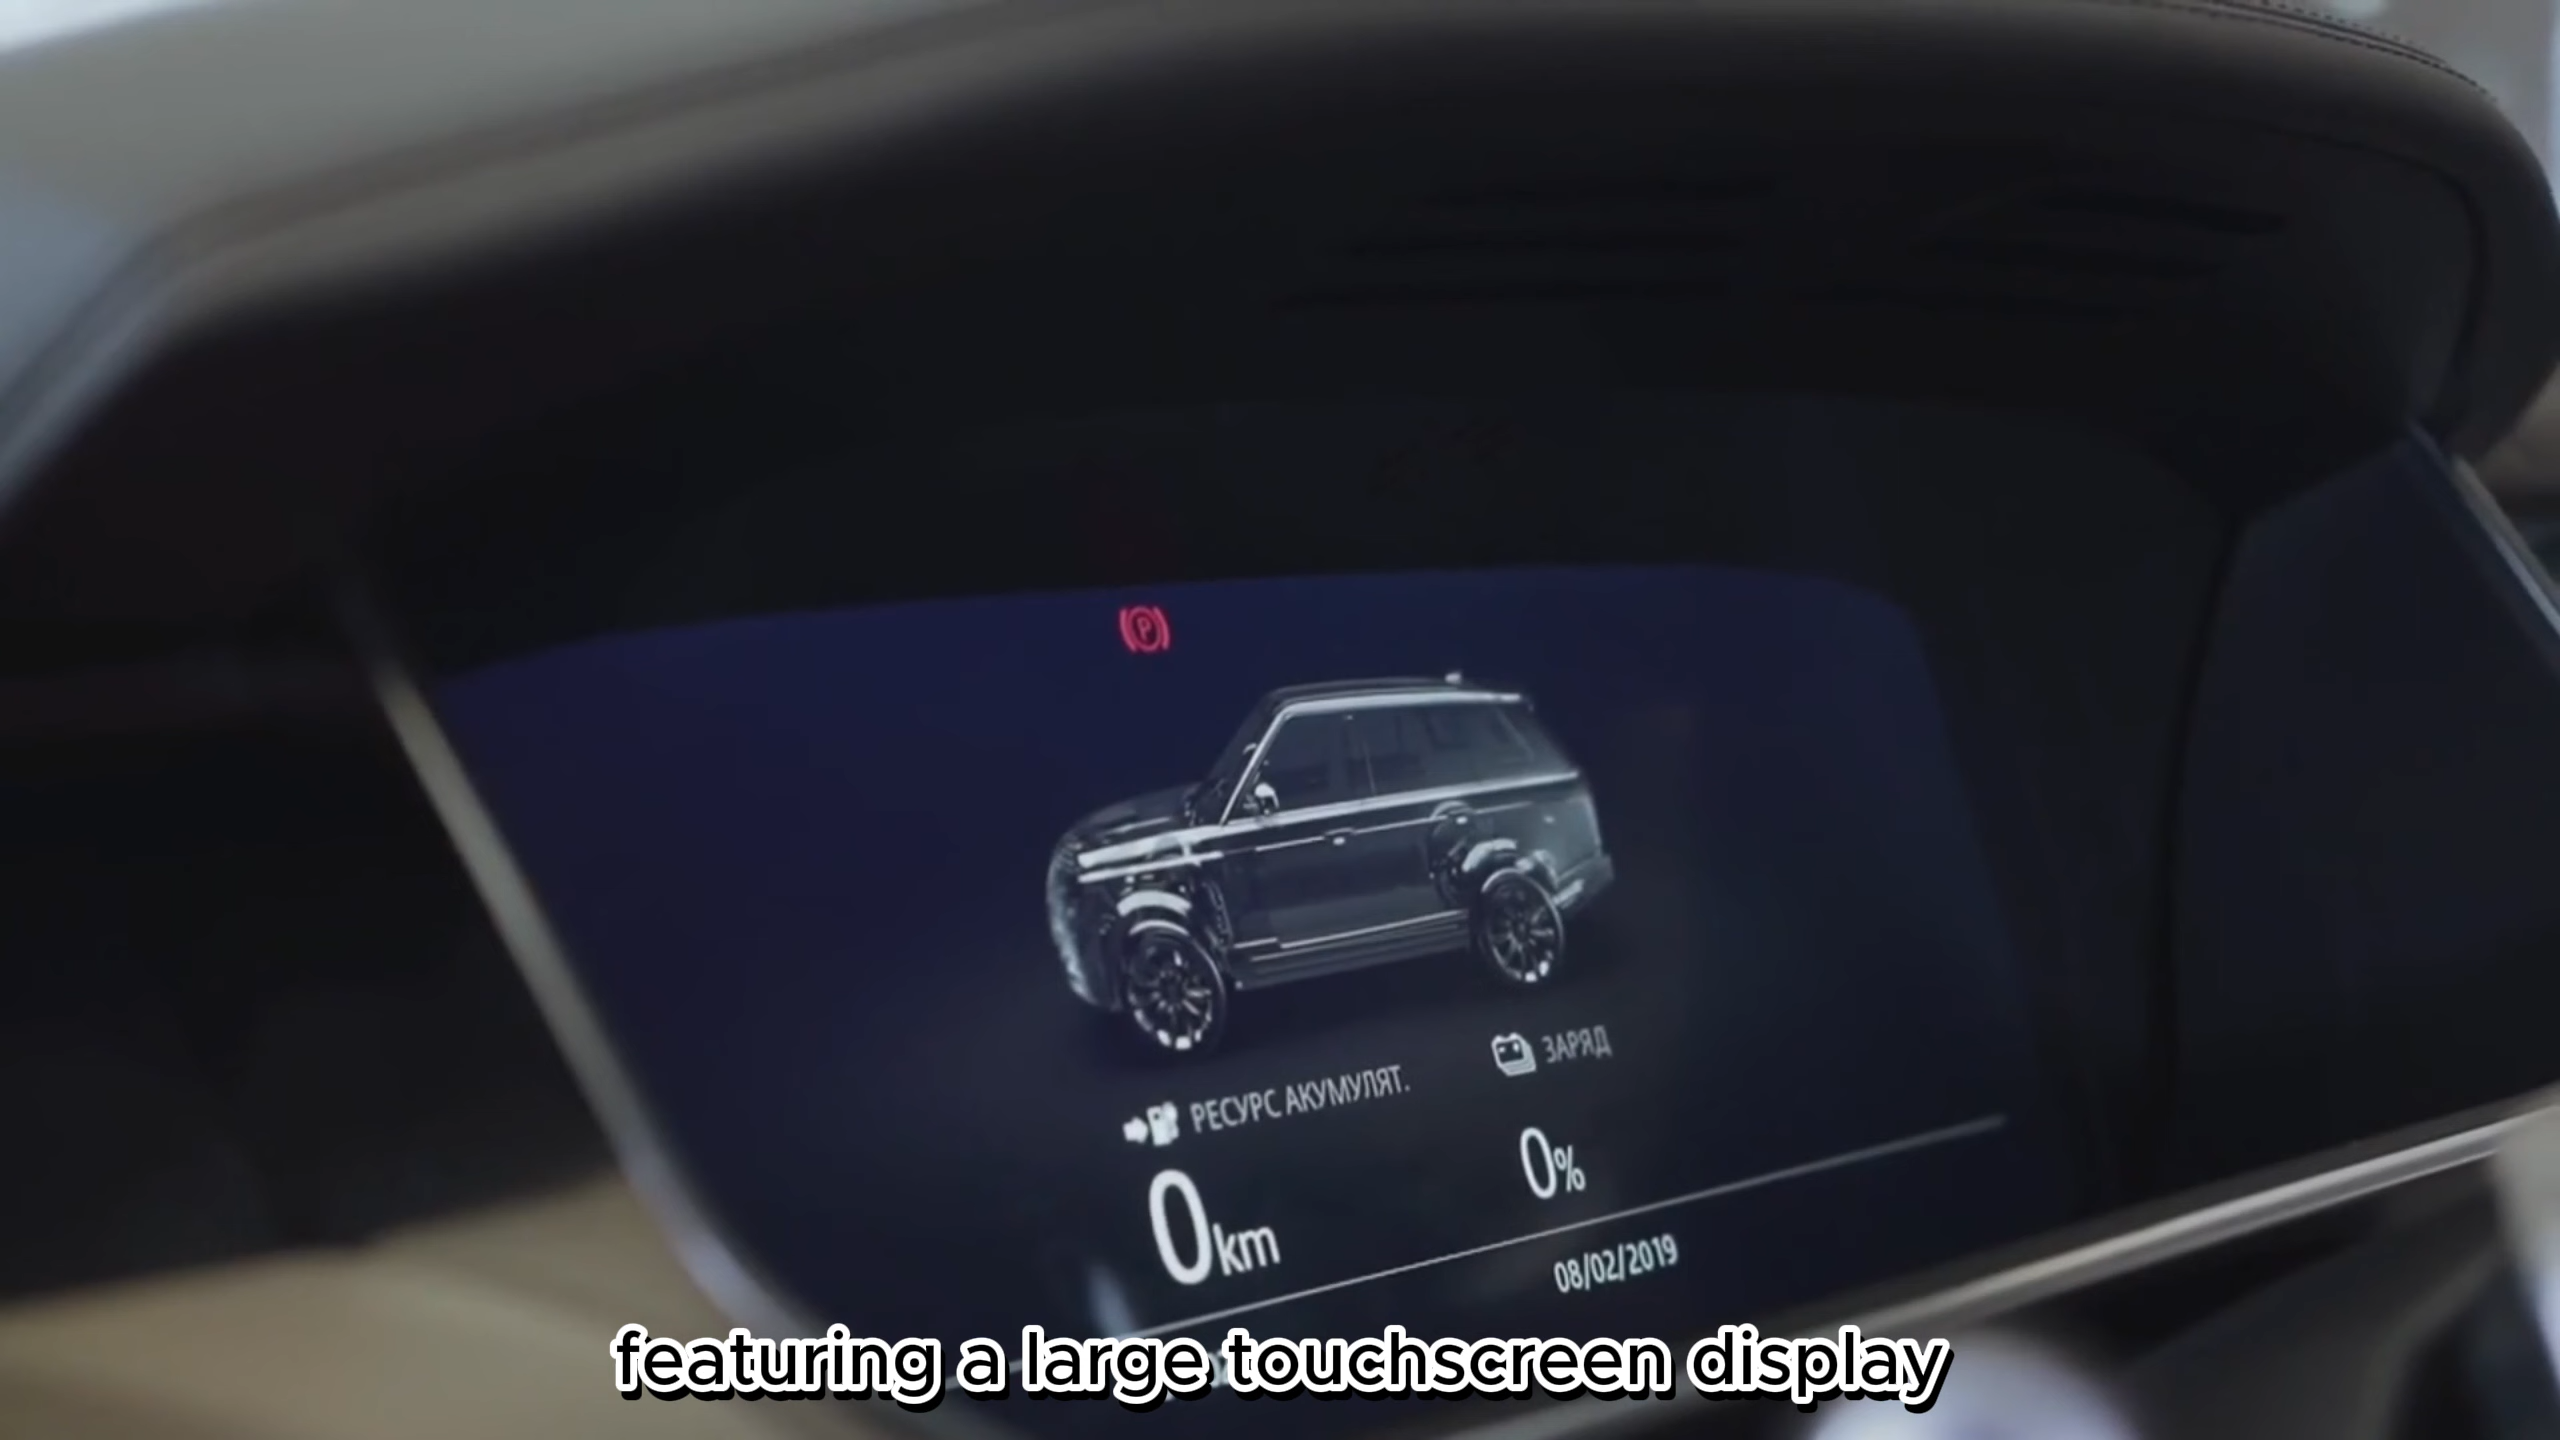 P
РЕСУРС АКУМУЛЯТ.
ЗАРЯД
0km
0%
08/02/2019
featuring a large touchscreen display